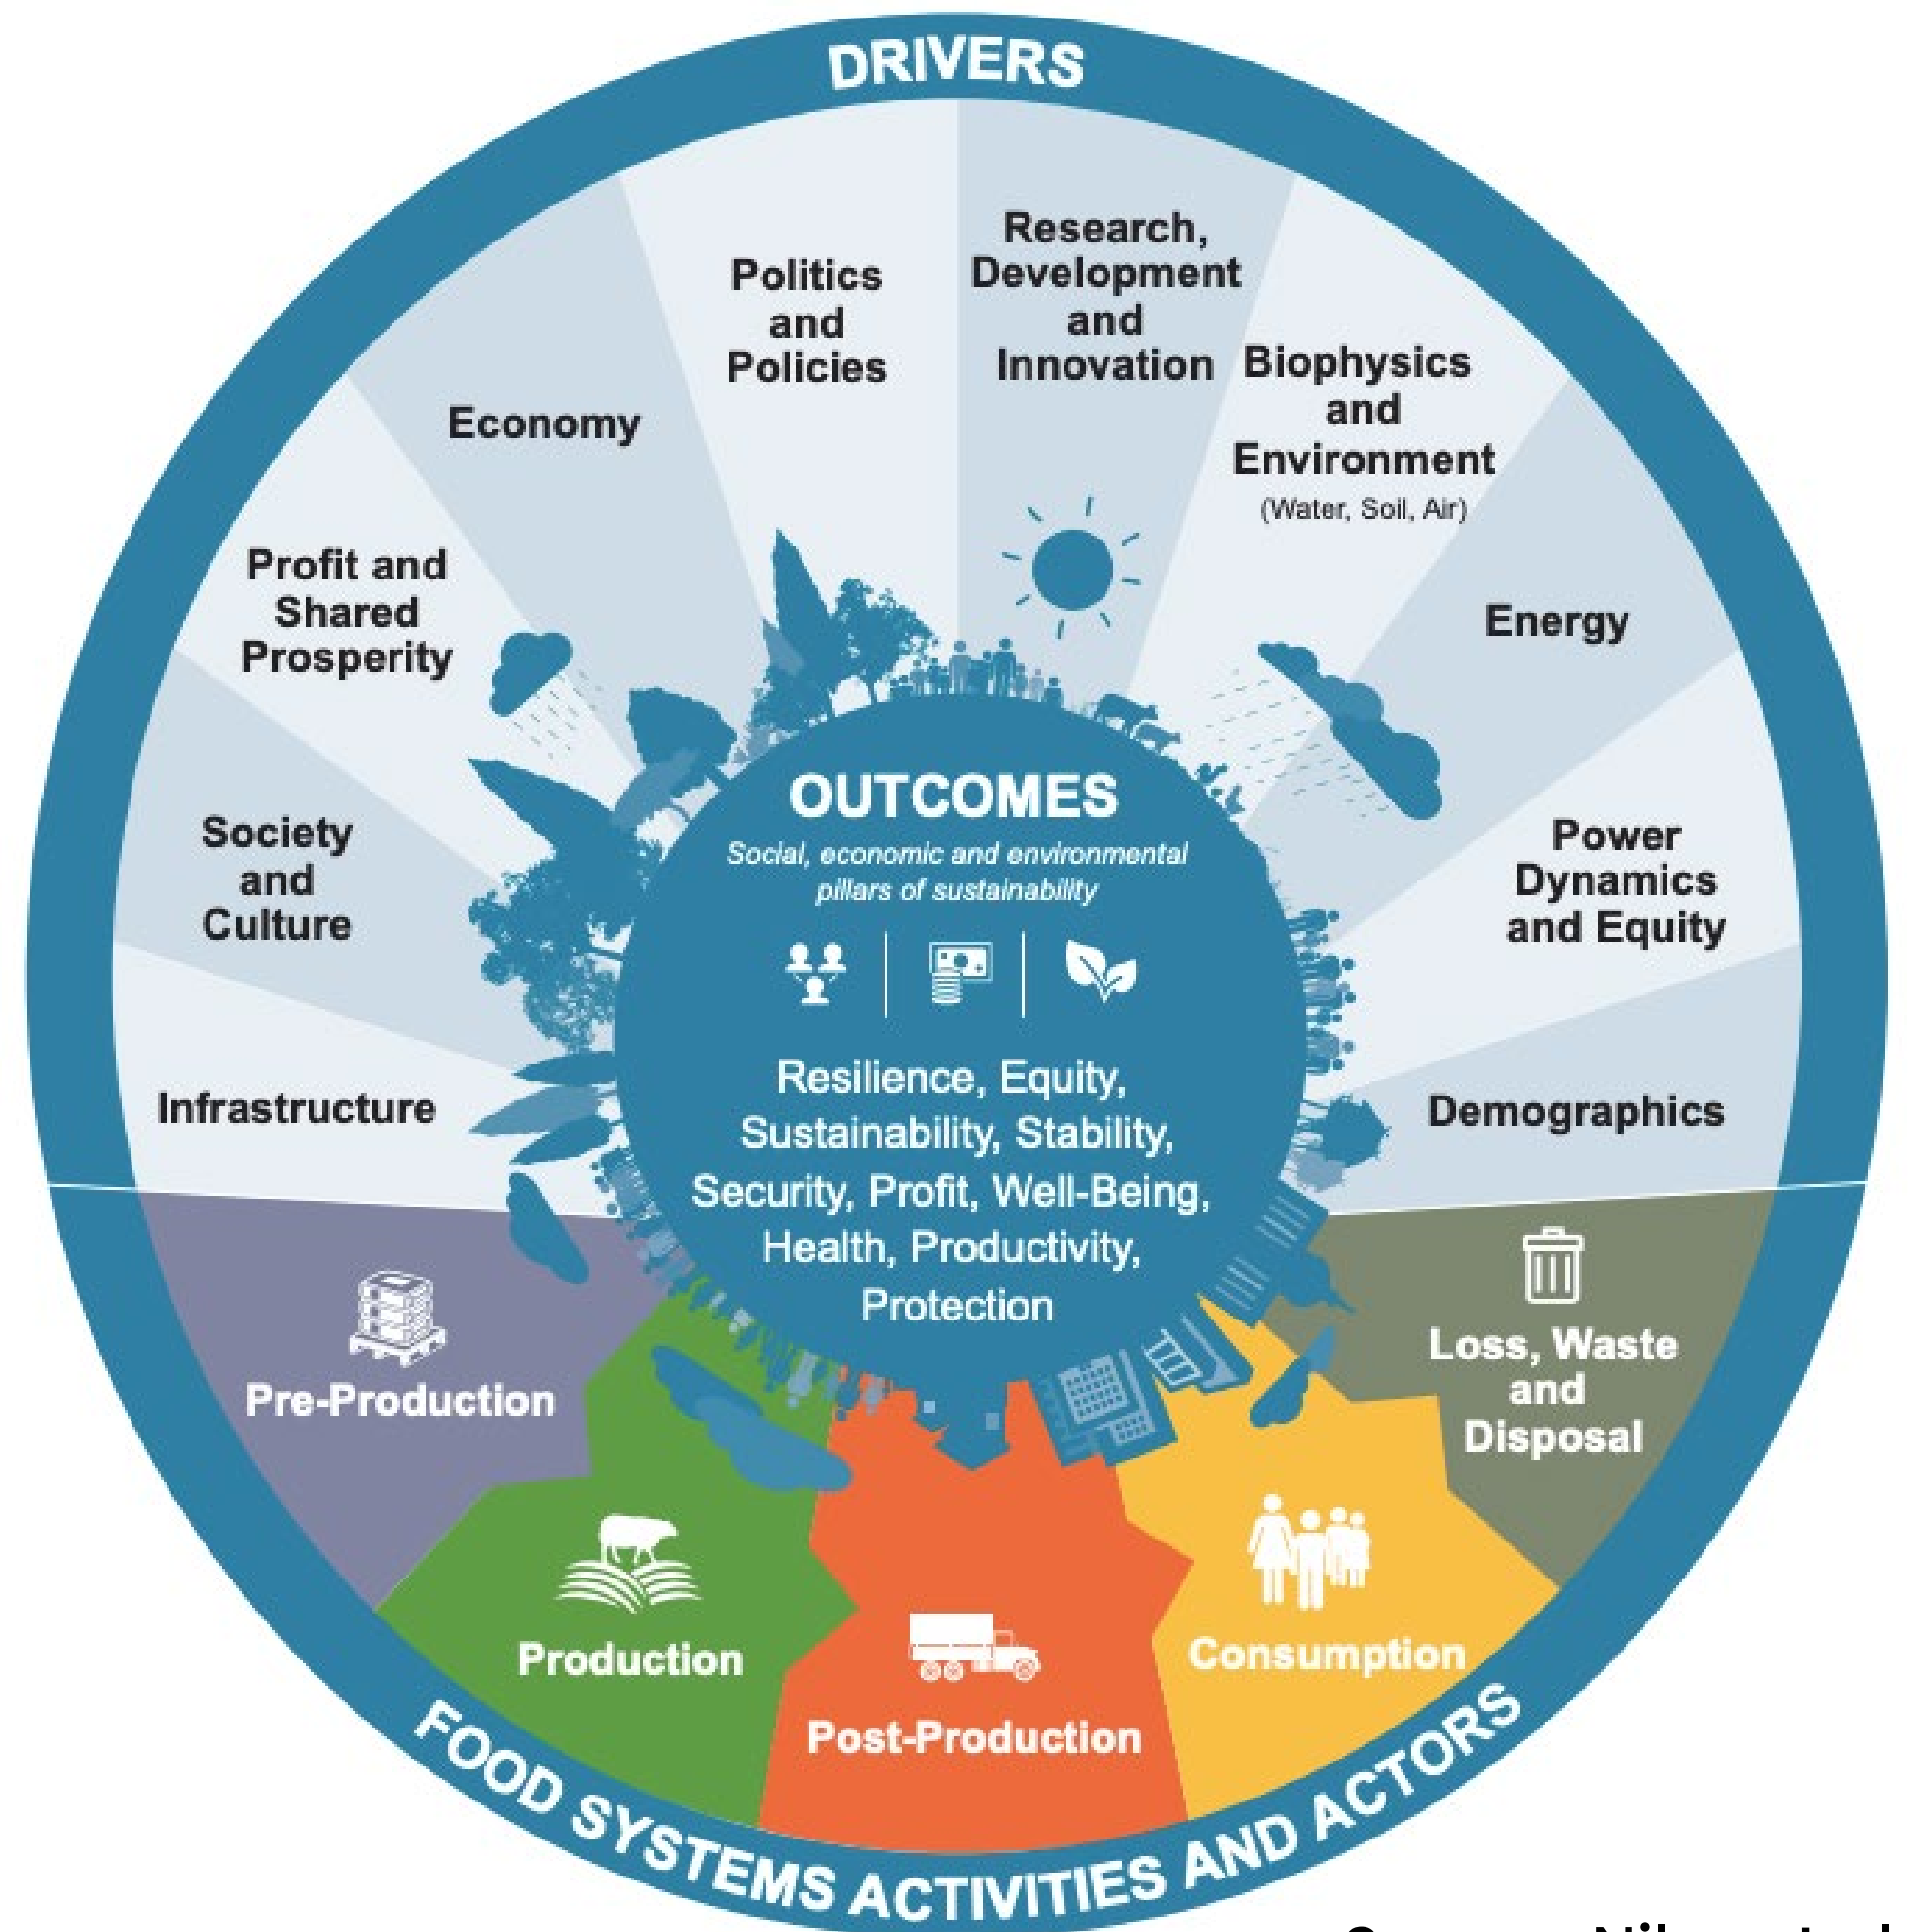 DRIVERS
Politics
and
Policies
Research,
Development
and
Innovation
Biophysics
and
Environment
(Water, Soil, Air)
Economy
Energy
Profit and
Shared
Prosperity
Power
Dynamics
and Equity
Society
and
Culture
Infrastructure
Demographics
OUTCOMES
Social, economic and environmental
pillars of sustainability
Resilience, Equity,
Sustainability, Stability,
Security, Profit, Well-Being,
Health, Productivity,
Protection
Pre-Production
Production
Post-Production
Consumption
Loss, Waste
and
Disposal
FOOD SYSTEMS ACTIVITIES AND ACTORS